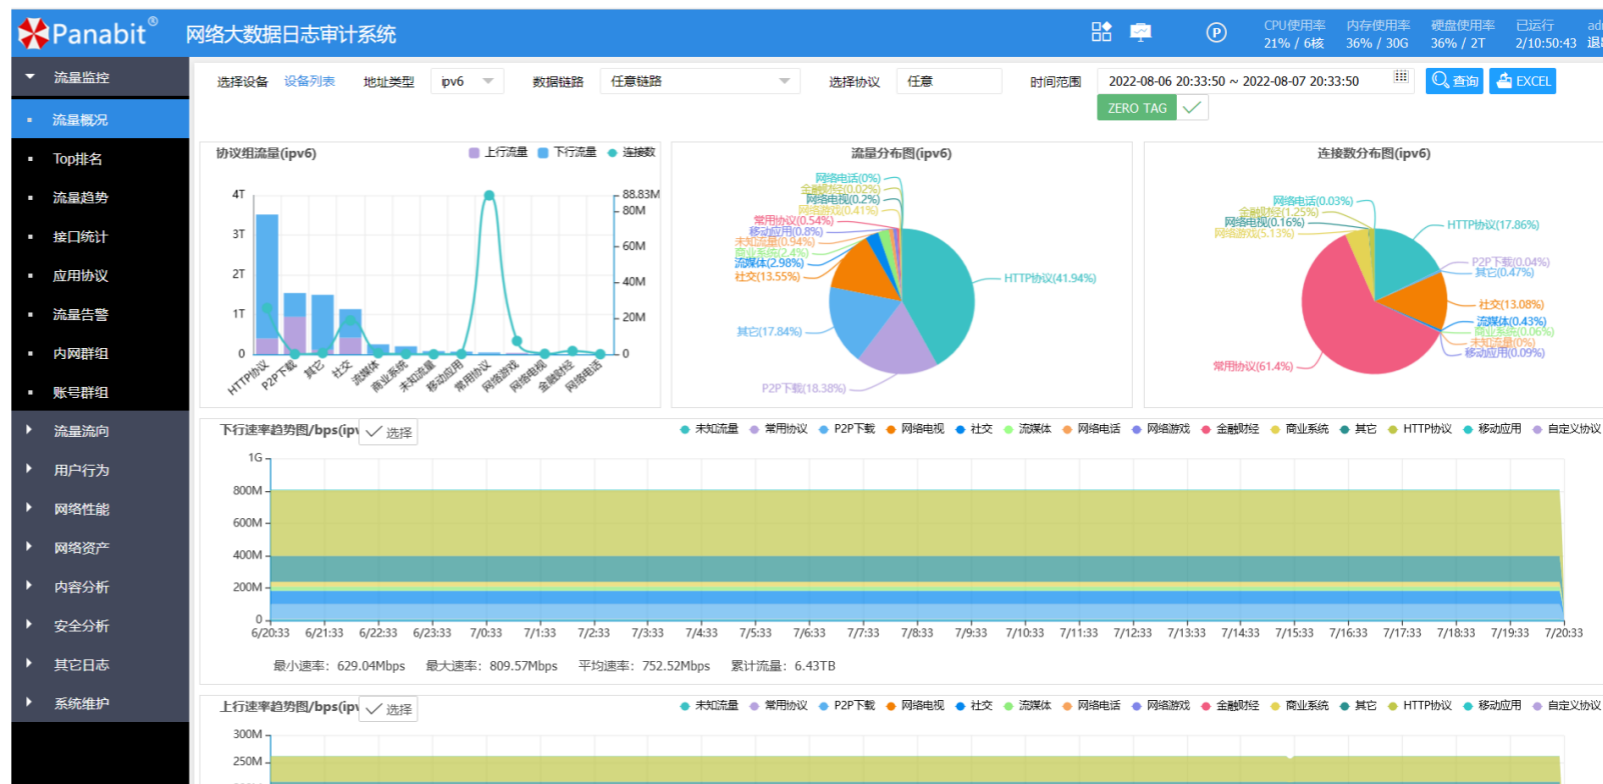 Panabit® 网络大数据日志审计系统
CPU使用率 内存使用率 硬盘使用率 已运行
21% / 6核 36% / 30G 36% / 2T 2/10:50:43
流量监控
流量概况
Top排名
流量趋势
接口统计
应用协议
流量告警
内网群组
账号群组
流量流向
用户行为
网络性能
网络资产
内容分析
安全分析
其它日志
系统维护
选择设备 设备列表 地址类型 ipv6 数据链路 任意链路 选择协议 任意 时间范围 2022-08-06 20:33:50 ~ 2022-08-07 20:33:50 查询 EXCEL
ZERO TAG
协议组流量(ipv6) 上行流量 下行流量 连接数
4T
3T
2T
1T
0
88.83M
80M
60M
40M
20M
0
HTTP协议 P2P下载 其它 社交 流媒体 商业系统 未知流量 移动应用 常用协议 网络游戏 网络电视 金融财经 网络电话
流量分布图(ipv6)
网络电话(0%)
金融财经(0.02%)
网络电视(0.2%)
网络游戏(0.41%)
常用协议(0.54%)
移动应用(0.8%)
未知流量(0.94%)
商业系统(2.4%)
流媒体(2.98%)
社交(13.55%)
其它(17.84%)
P2P下载(18.38%)
HTTP协议(41.94%)
连接数分布图(ipv6)
网络电话(0.03%)
金融财经(1.25%)
网络电视(0.16%)
网络游戏(5.13%)
常用协议(61.4%)
HTTP协议(17.86%)
P2P下载(0.04%)
其它(0.47%)
社交(13.08%)
流媒体(0.43%)
商业系统(0.06%)
未知流量(0%)
移动应用(0.09%)
下行速率趋势图/bps(ipv 选择 未知流量 常用协议 P2P下载 网络电视 社交 流媒体 网络电话 网络游戏 金融财经 商业系统 其它 HTTP协议 移动应用 自定义协议
1G
800M
600M
400M
200M
0
6/20:33 6/21:33 6/22:33 6/23:33 7/0:33 7/1:33 7/2:33 7/3:33 7/4:33 7/5:33 7/6:33 7/7:33 7/8:33 7/9:33 7/10:33 7/11:33 7/12:33 7/13:33 7/14:33 7/15:33 7/16:33 7/17:33 7/18:33 7/19:33 7/20:33
最小速率: 629.04Mbps 最大速率: 809.57Mbps 平均速率: 752.52Mbps 累计流量: 6.43TB
上行速率趋势图/bps(ipv 选择 未知流量 常用协议 P2P下载 网络电视 社交 流媒体 网络电话 网络游戏 金融财经 商业系统 其它 HTTP协议 移动应用 自定义协议
300M
250M